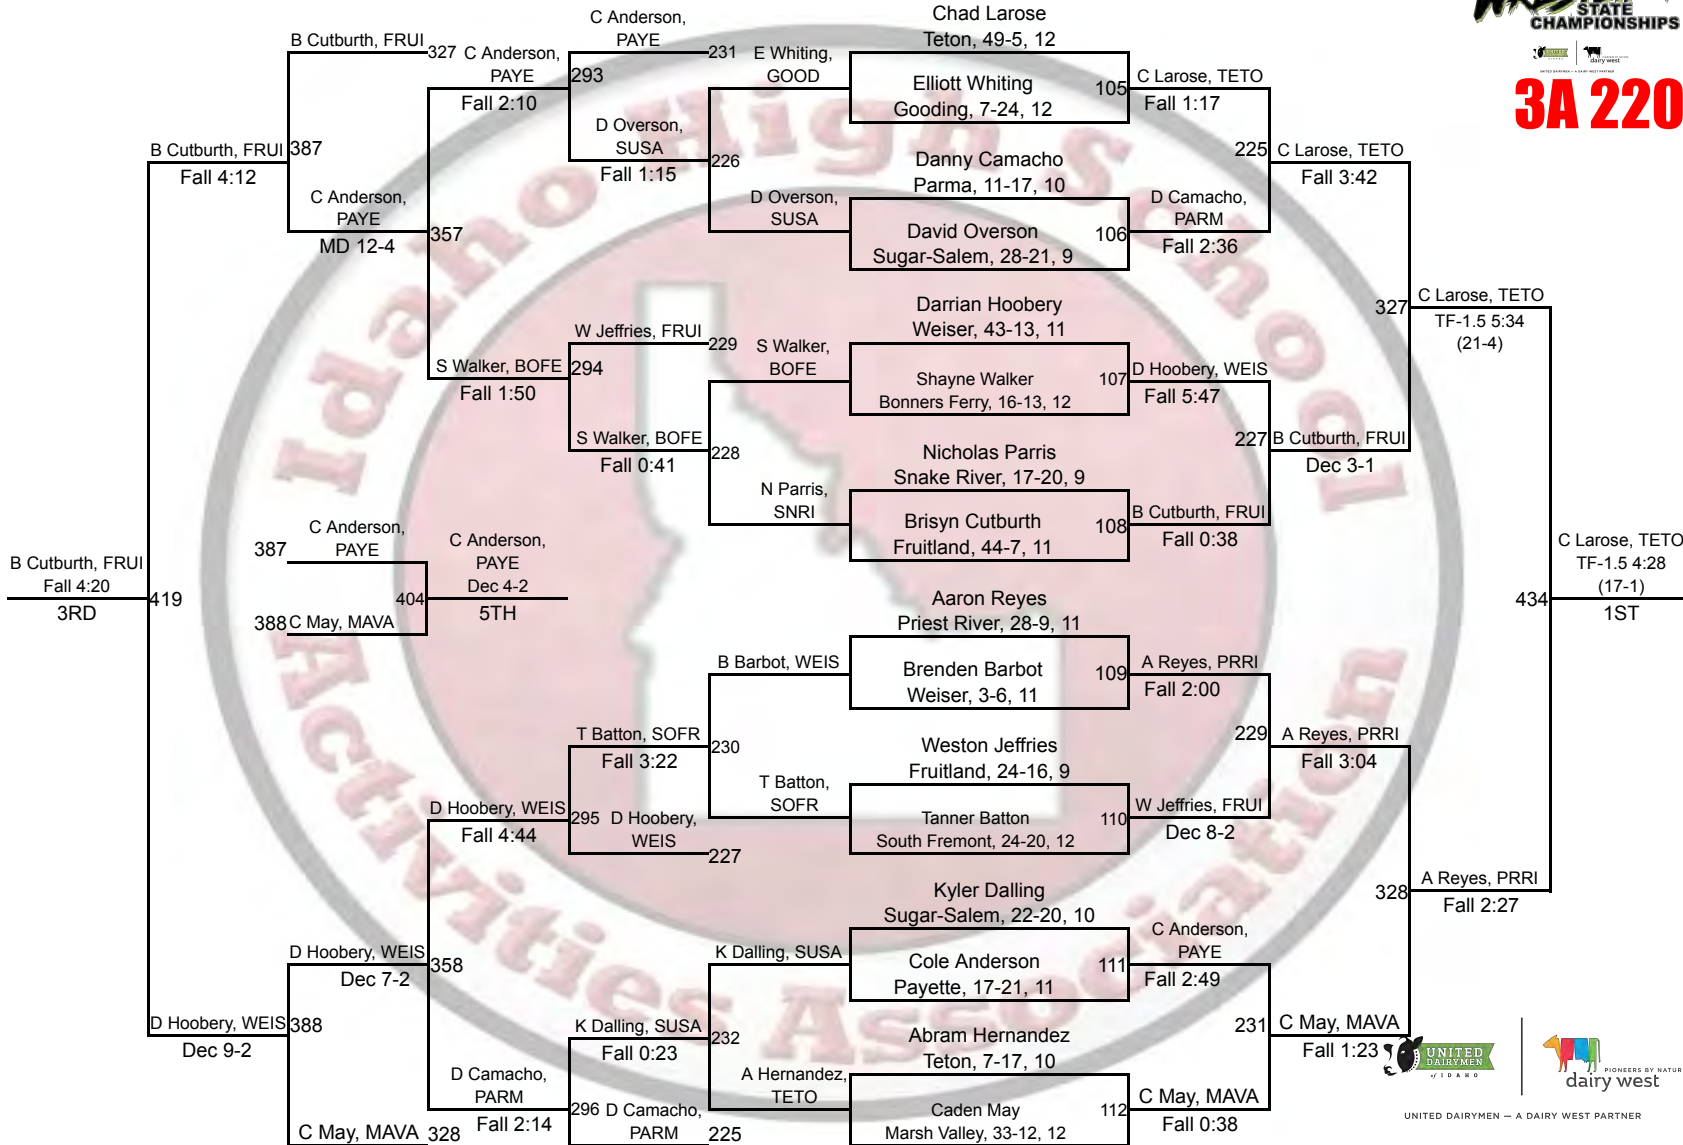 STATE
CHAMPIONSHIPS
dairy west
3A 220
Idaho High School
Activities Association
B Cutburth, FRUI
327
C Anderson,
PAYE
Fall 2:10
C Anderson,
PAYE
293
231
D Overson,
SUSA
Fall 1:15
226
B Cutburth, FRUI
Fall 4:12
387
C Anderson,
PAYE
MD 12-4
357
E Whiting,
GOOD
D Overson,
SUSA
Chad Larose
Teton, 49-5, 12
Elliott Whiting
Gooding, 7-24, 12
105
C Larose, TETO
Fall 1:17
Danny Camacho
Parma, 11-17, 10
David Overson
Sugar-Salem, 28-21, 9
106
D Camacho,
PARM
Fall 2:36
225
C Larose, TETO
Fall 3:42
W Jeffries, FRUI
229
S Walker, BOFE
Fall 1:50
294
S Walker, BOFE
Fall 0:41
228
S Walker,
BOFE
N Parris,
SNRI
Darrian Hoobery
Weiser, 43-13, 11
Shayne Walker
Bonners Ferry, 16-13, 12
107
D Hoobery, WEIS
Fall 5:47
Nicholas Parris
Snake River, 17-20, 9
Brisyn Cutburth
Fruitland, 44-7, 11
108
B Cutburth, FRUI
Fall 0:38
227
B Cutburth, FRUI
Dec 3-1
327
C Larose, TETO
TF-1.5 5:34
(21-4)
B Cutburth, FRUI
Fall 4:20
3RD
419
387
C Anderson,
PAYE
388
C May, MAVA
404
C Anderson,
PAYE
Dec 4-2
5TH
434
C Larose, TETO
TF-1.5 4:28
(17-1)
1ST
B Barbot, WEIS
T Batton, SOFR
Fall 3:22
230
T Batton,
SOFR
D Hoobery, WEIS
Fall 4:44
295
D Hoobery,
WEIS
227
Aaron Reyes
Priest River, 28-9, 11
Brenden Barbot
Weiser, 3-6, 11
109
A Reyes, PRRI
Fall 2:00
Weston Jeffries
Fruitland, 24-16, 9
Tanner Batton
South Fremont, 24-20, 12
110
W Jeffries, FRUI
Dec 8-2
229
A Reyes, PRRI
Fall 3:04
328
A Reyes, PRRI
Fall 2:27
D Hoobery, WEIS
Dec 7-2
358
D Hoobery, WEIS
Dec 9-2
388
K Dalling, SUSA
K Dalling, SUSA
Fall 0:23
232
A Hernandez,
TETO
D Camacho,
PARM
Fall 2:14
296
D Camacho,
PARM
225
C May, MAVA
328
Kyler Dalling
Sugar-Salem, 22-20, 10
Cole Anderson
Payette, 17-21, 11
111
C Anderson,
PAYE
Fall 2:49
Abram Hernandez
Teton, 7-17, 10
Caden May
Marsh Valley, 33-12, 12
112
C May, MAVA
Fall 0:38
231
C May, MAVA
Fall 1:23
UNITED
DAIRYMEN
of IDAHO
PIONEERS BY NATUR
dairy west
UNITED DAIRYMEN — A DAIRY WEST PARTNER